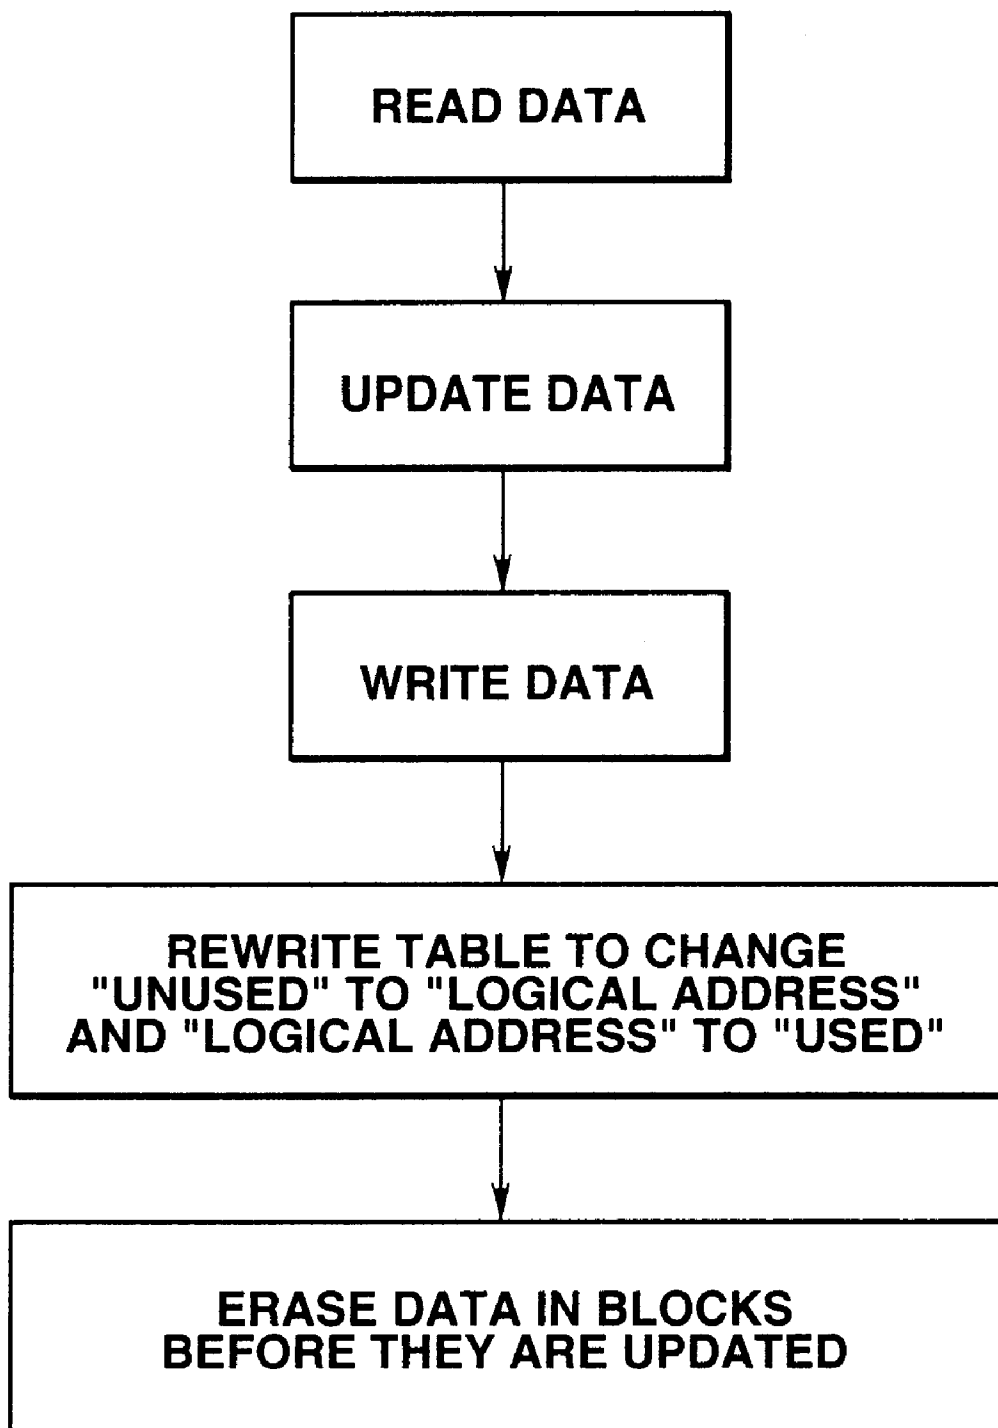 READ DATA
UPDATE DATA
WRITE DATA
REWRITE TABLE TO CHANGE
"UNUSED" TO "LOGICAL ADDRESS"
AND "LOGICAL ADDRESS" TO "USED"
ERASE DATA IN BLOCKS
BEFORE THEY ARE UPDATED